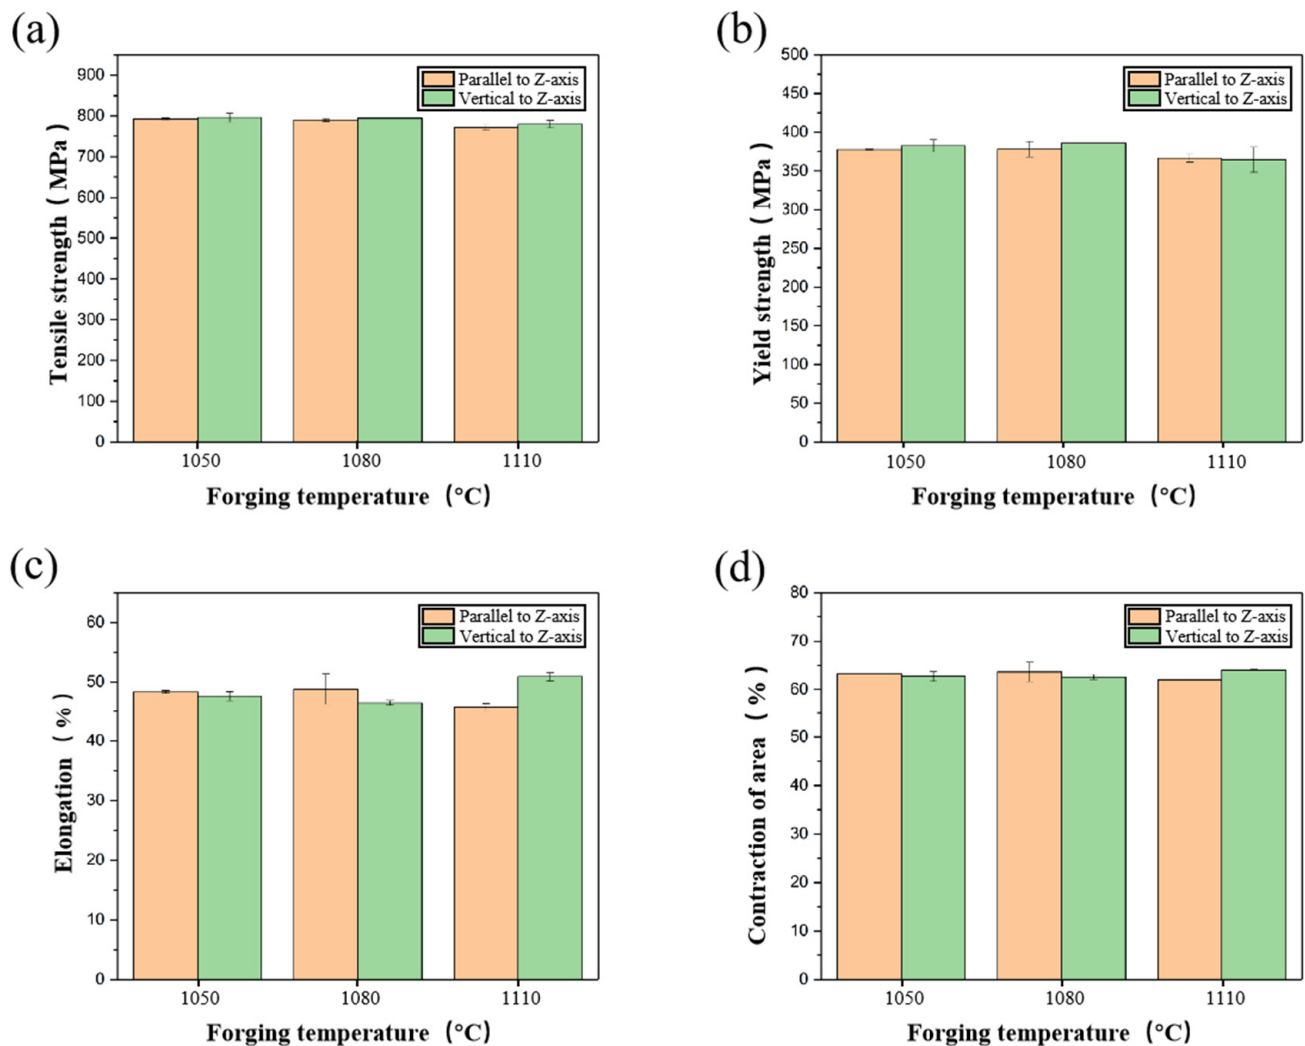 (a)
Tensile strength ( MPa )
900
800
700
600
500
400
300
200
100
0
Parallel to Z-axis
Vertical to Z-axis
1050 1080 1110
Forging temperature (°C)
(b)
Yield strength ( MPa )
500
450
400
350
300
250
200
150
100
50
0
Parallel to Z-axis
Vertical to Z-axis
1050 1080 1110
Forging temperature (°C)
(c)
Elongation ( % )
60
50
40
30
20
10
0
Parallel to Z-axis
Vertical to Z-axis
1050 1080 1110
Forging temperature (°C)
(d)
Contraction of area ( % )
80
70
60
50
40
30
20
10
0
Parallel to Z-axis
Vertical to Z-axis
1050 1080 1110
Forging temperature (°C)